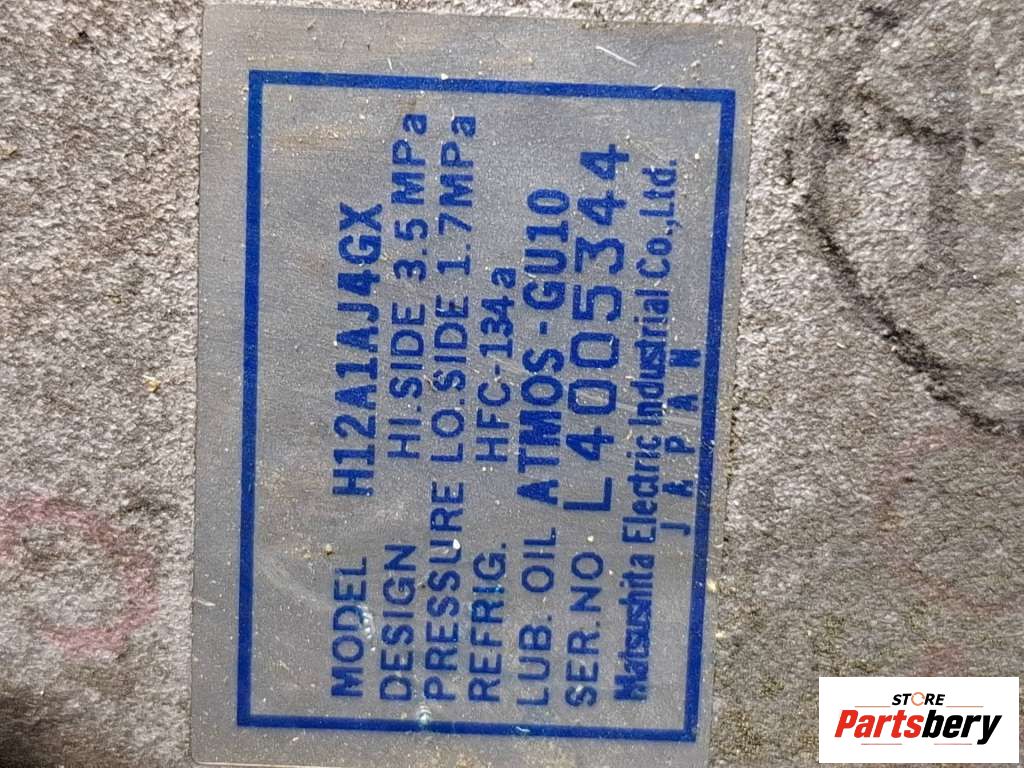 MODEL H12A1AJ4GX
DESIGN HI.SIDE 3.5 MPa
PRESSURE LO.SIDE 1.7MPa
REFRIG. HFC-134a
LUB. OIL ATMOS-GU10
SER.NO L4005344
Matsushita Electric Industrial Co.,Ltd.
JAPAN
STORE
Partsbery